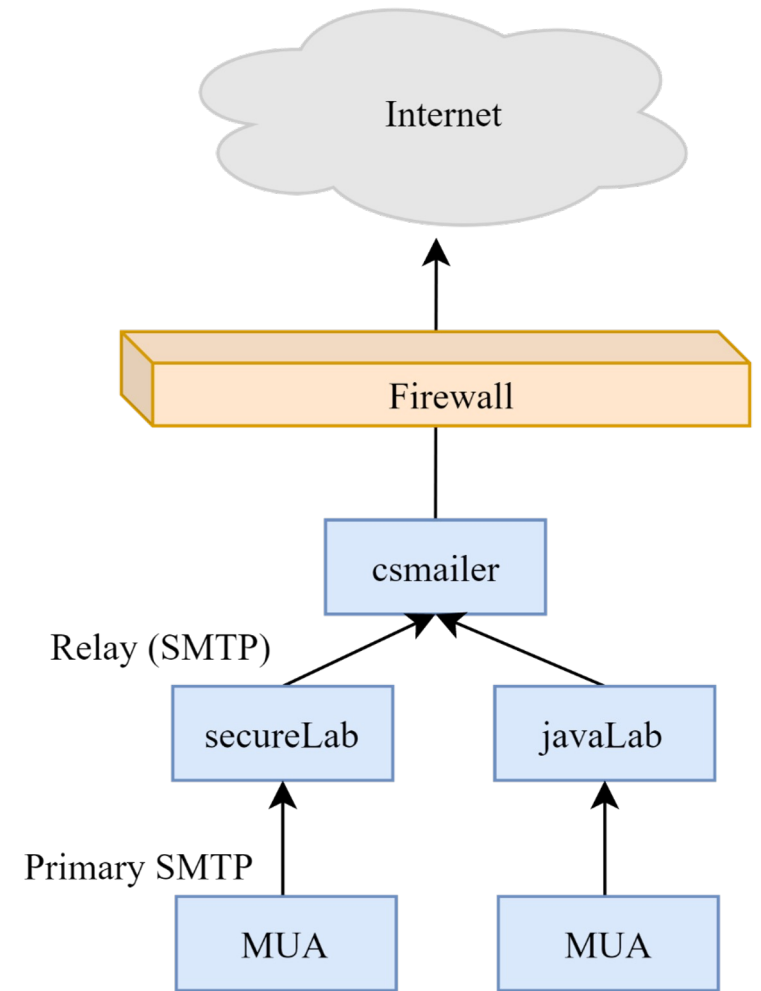 Internet
Firewall
csmailer
Relay (SMTP)
secureLab
javaLab
Primary SMTP
MUA
MUA